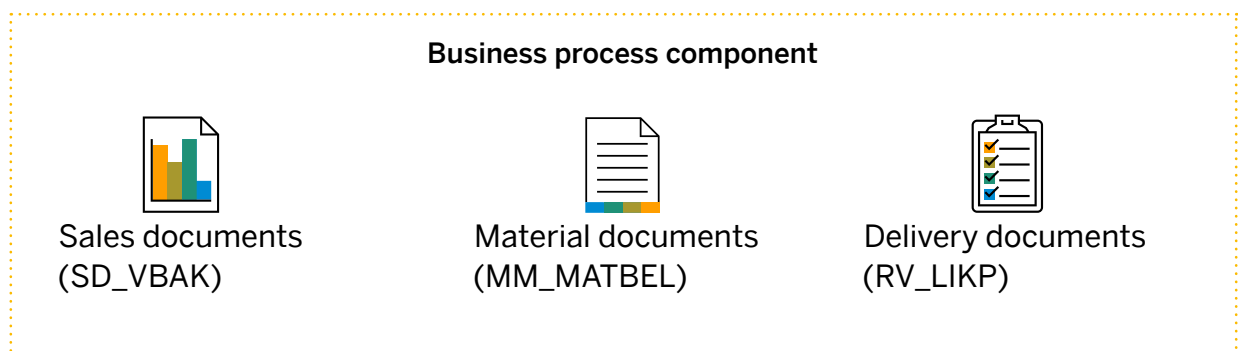 Business process component
Sales documents
(SD_VBAK)
Material documents
(MM_MATBEL)
Delivery documents
(RV_LIKP)